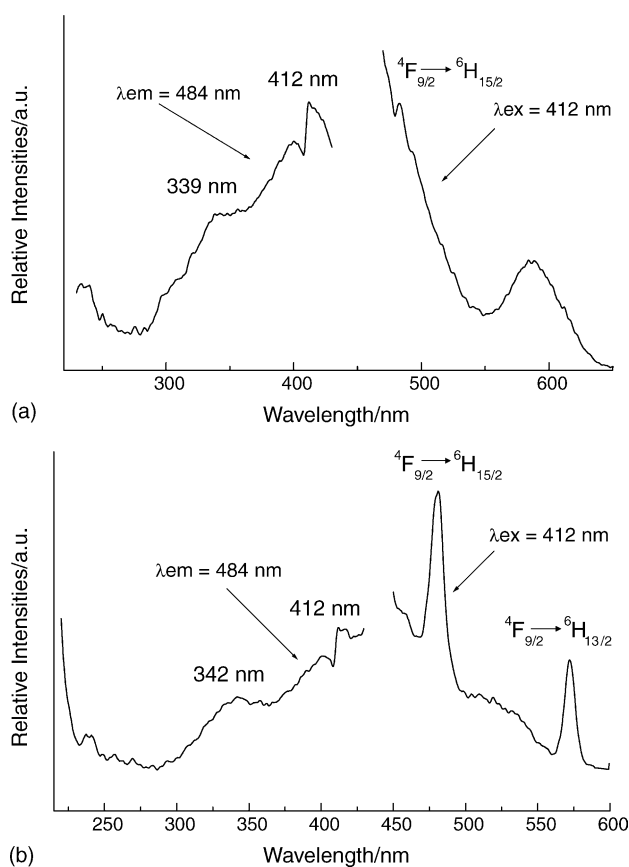 ⁴F₉/₂ → ⁶H₁₅/₂
412 nm
λem = 484 nm
λex = 412 nm
339 nm
Relative Intensities/a.u.
300 400 500 600
(a)
Wavelength/nm
⁴F₉/₂ → ⁶H₁₅/₂
λex = 412 nm
λem = 484 nm
412 nm
⁴F₉/₂ → ⁶H₁₃/₂
342 nm
Relative Intensities/a.u.
250 300 350 400 450 500 550 600
(b)
Wavelength/nm